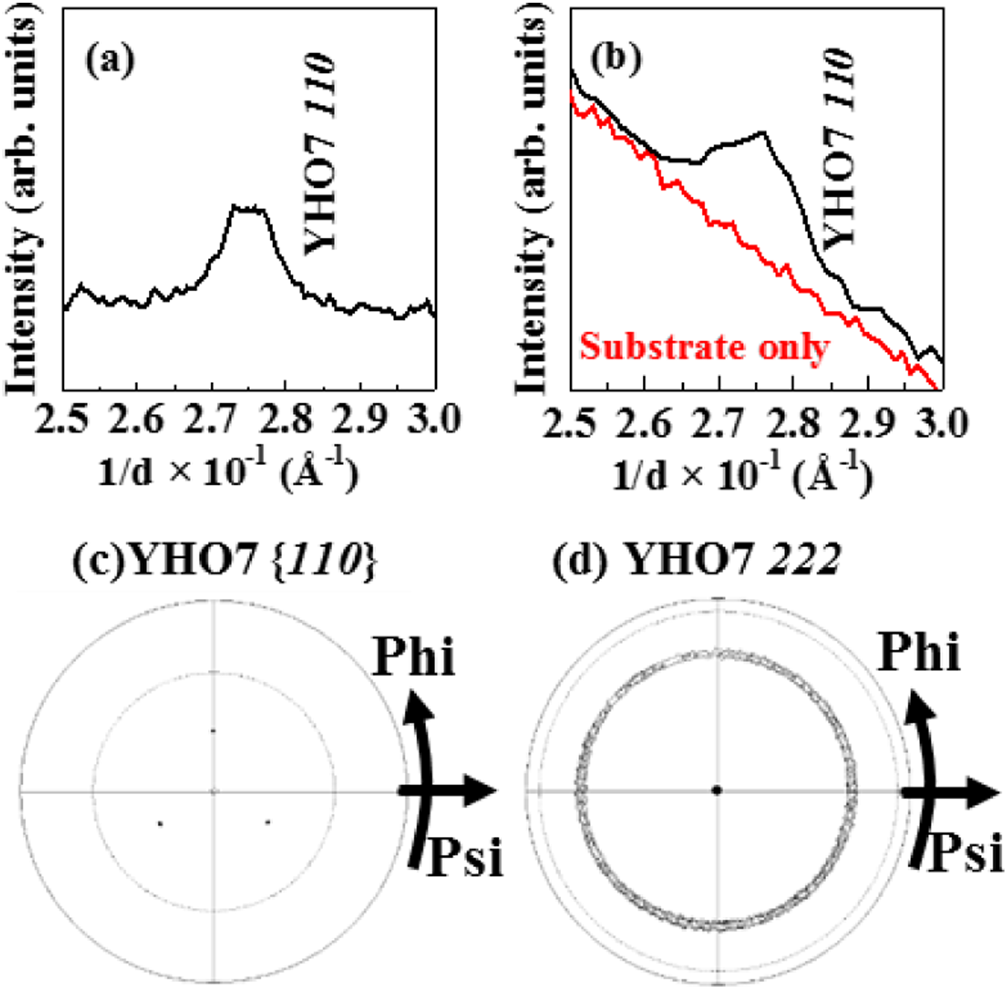 (a)
YHO7 110
Intensity (arb. units)
2.5 2.6 2.7 2.8 2.9 3.0
1/d × 10⁻¹ (Å⁻¹)
(b)
YHO7 110
Substrate only
Intensity (arb. units)
2.5 2.6 2.7 2.8 2.9 3.0
1/d × 10⁻¹ (Å⁻¹)
(c)YHO7 {110}
Phi
Psi
(d) YHO7 222
Phi
Psi